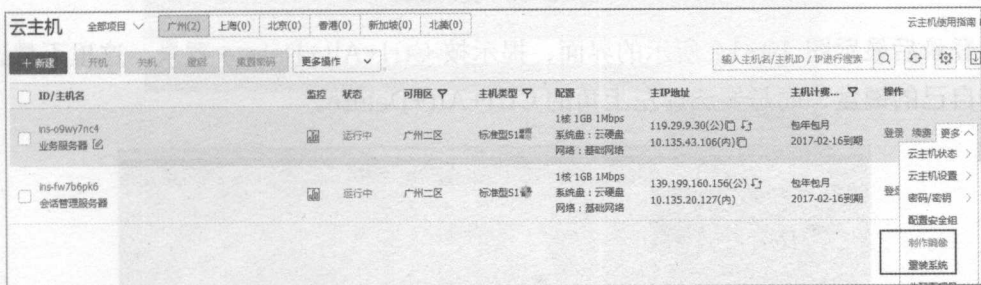 云主机 全部项目 广州(2) 上海(0) 北京(0) 香港(0) 新加坡(0) 北美(0) 云主机使用指南
+ 新建 开机 关机 重启 重置密码 更多操作 输入主机名/主机ID / IP进行搜索
ID/主机名 监控 状态 可用区 主机类型 配置 主IP地址 主机计费... 操作
ins-o9wy7nc4
业务服务器
运行中 广州二区 标准型S1
1核 1GB 1Mbps
系统盘：云硬盘
网络：基础网络
119.29.9.30(公)
10.135.43.106(内)
包年包月
2017-02-16到期
登录 续费 更多
ins-fw7b6pk6
会话管理服务器
运行中 广州二区 标准型S1
1核 1GB 1Mbps
系统盘：云硬盘
网络：基础网络
139.199.160.156(公)
10.135.20.127(内)
包年包月
2017-02-16到期
云主机状态
云主机设置
密码/密钥
配置安全组
制作镜像
重装系统